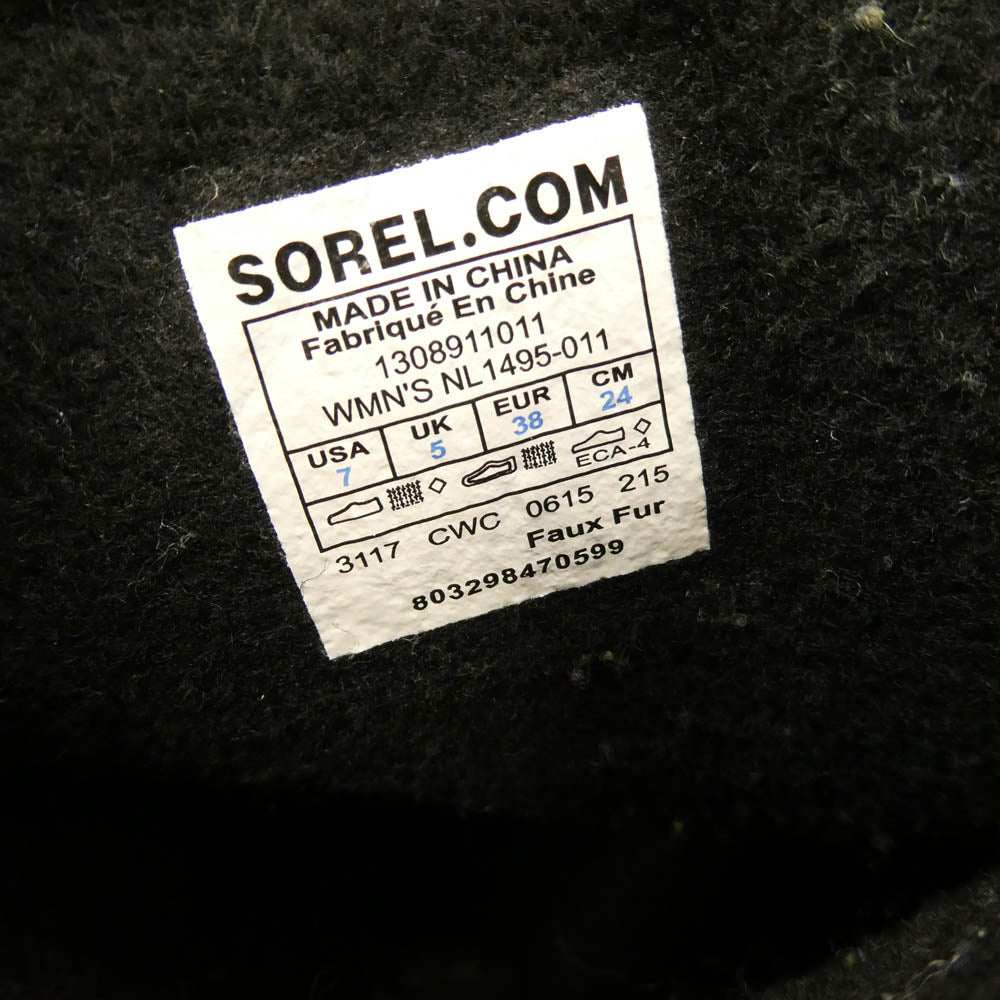 SOREL.COM
MADE IN CHINA
Fabriqué En Chine
1308911011
WMN'S NL1495-011
USA UK EUR CM
7 5 38 24
ECA-4
3117 CWC 0615 215
Faux Fur
803298470599